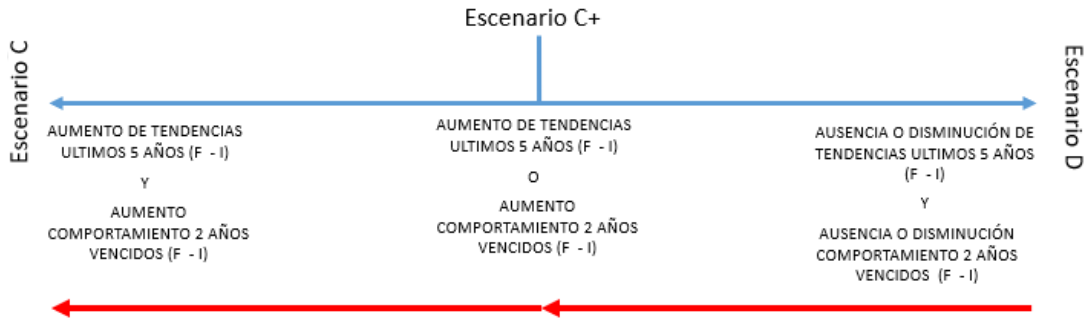 Escenario C+
Escenario C
AUMENTO DE TENDENCIAS
ULTIMOS 5 AÑOS (F - I)
Y
AUMENTO
COMPORTAMIENTO 2 AÑOS
VENCIDOS (F - I)
AUMENTO DE TENDENCIAS
ULTIMOS 5 AÑOS (F - I)
O
AUMENTO
COMPORTAMIENTO 2 AÑOS
VENCIDOS (F - I)
AUSENCIA O DISMINUCIÓN DE
TENDENCIAS ULTIMOS 5 AÑOS
(F - I)
Y
AUSENCIA O DISMINUCIÓN
COMPORTAMIENTO 2 AÑOS
VENCIDOS (F - I)
Escenario D